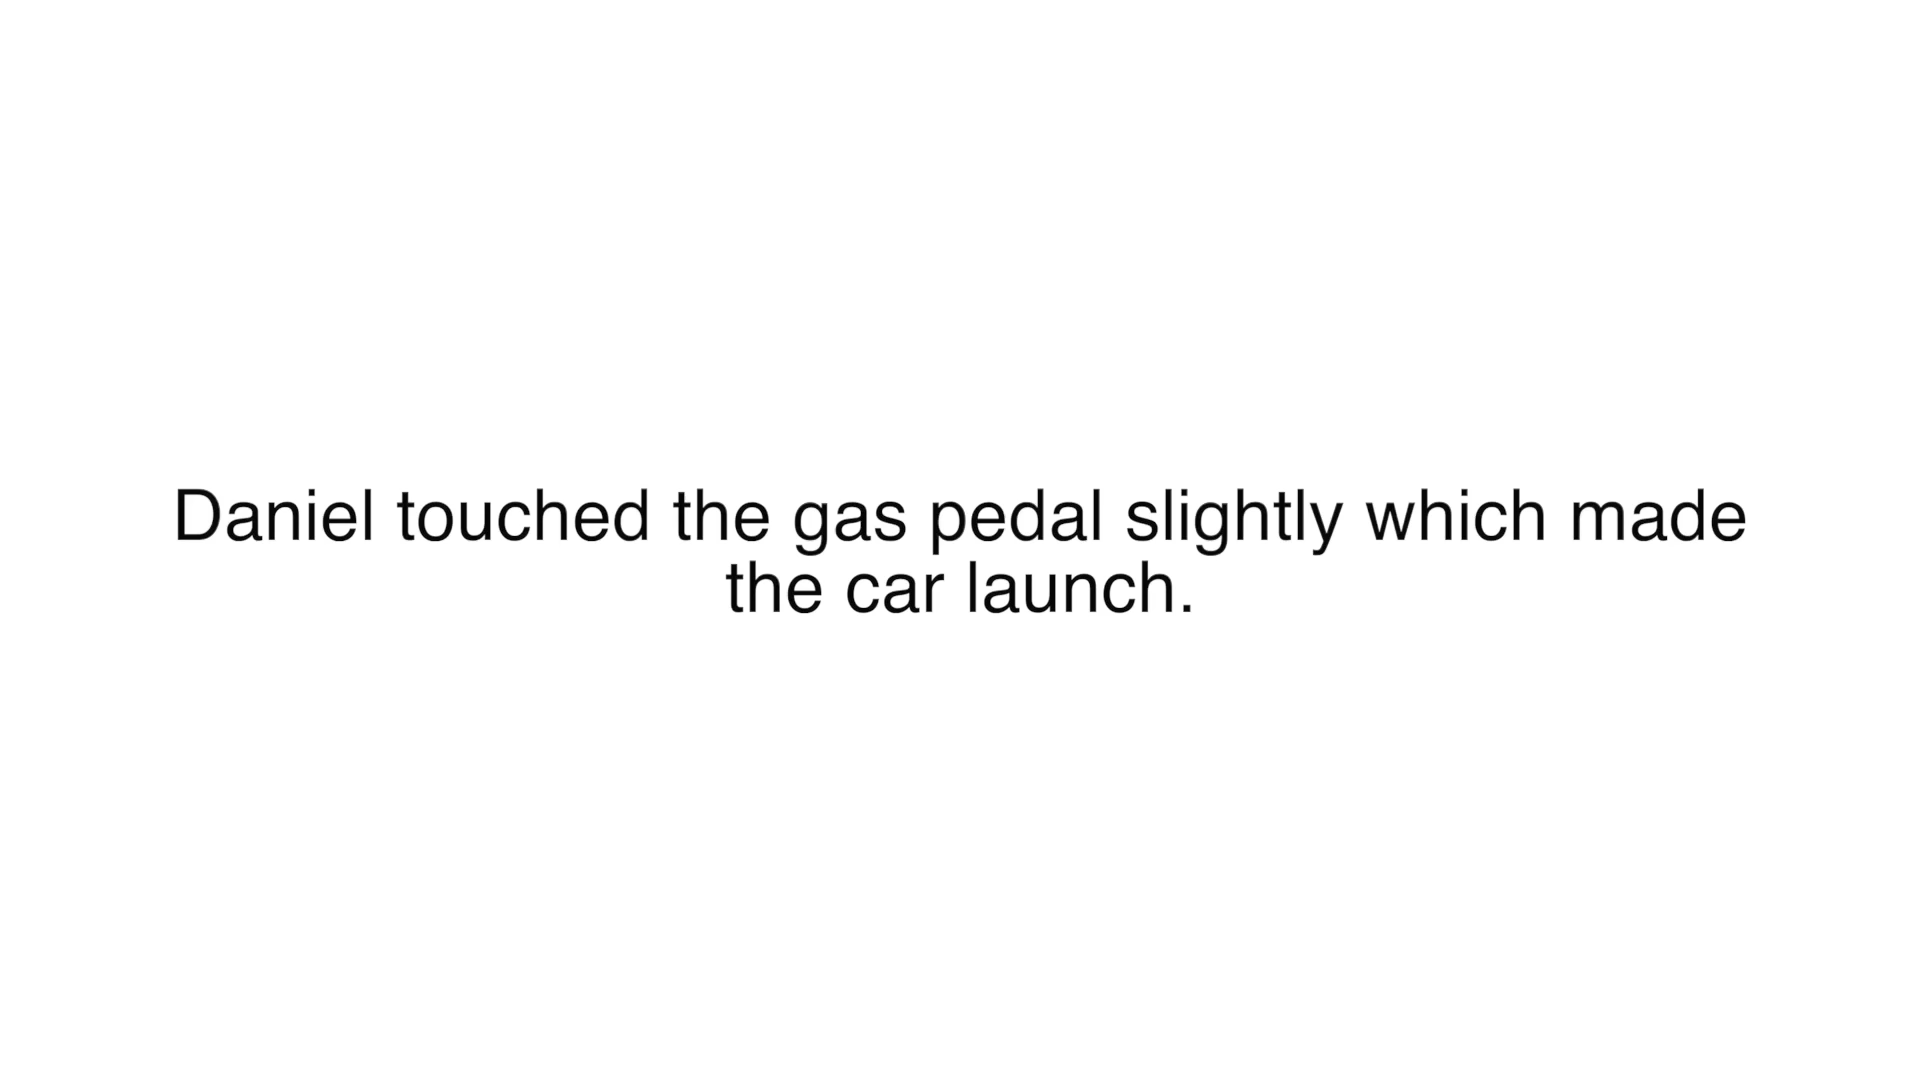 Daniel touched the gas pedal slightly which made
the car launch.